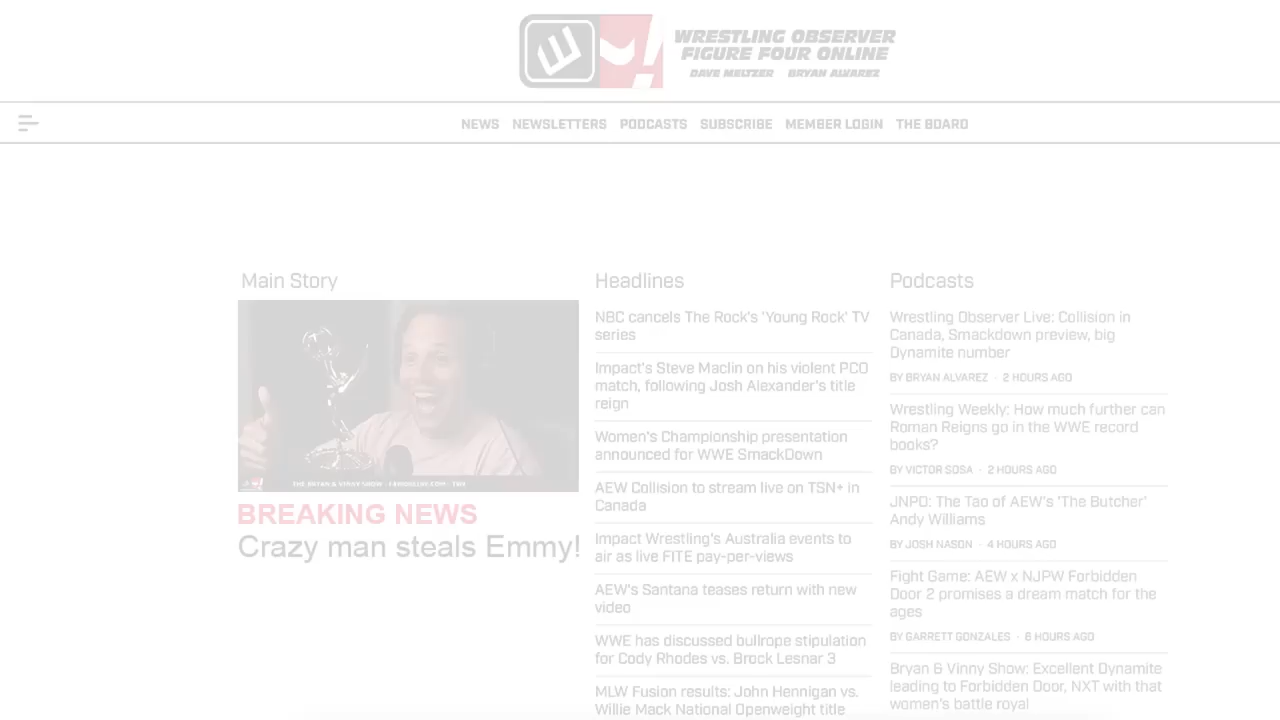 WRESTLING OBSERVER
FIGURE FOUR ONLINE
DAVE MELTZER BRYAN ALVAREZ
NEWS NEWSLETTERS PODCASTS SUBSCRIBE MEMBER LOGIN THE BOARD
Main Story
THE BRYAN & VINNY SHOW
BREAKING NEWS
Crazy man steals Emmy!
Headlines
NBC cancels The Rock's 'Young Rock' TV
series
Impact's Steve Maclin on his violent PCO
match, following Josh Alexander's title
reign
Women's Championship presentation
announced for WWE SmackDown
AEW Collision to stream live on TSN+ in
Canada
Impact Wrestling's Australia events to
air as live FITE pay-per-views
AEW's Santana teases return with new
video
WWE has discussed bullrope stipulation
for Cody Rhodes vs. Brock Lesnar 3
MLW Fusion results: John Hennigan vs.
Willie Mack National Openweight title
Podcasts
Wrestling Observer Live: Collision in
Canada, Smackdown preview, big
Dynamite number
BY BRYAN ALVAREZ · 2 HOURS AGO
Wrestling Weekly: How much further can
Roman Reigns go in the WWE record
books?
BY VICTOR SOSA · 2 HOURS AGO
JNPO: The Tao of AEW's 'The Butcher'
Andy Williams
BY JOSH NASON · 4 HOURS AGO
Fight Game: AEW x NJPW Forbidden
Door 2 promises a dream match for the
ages
BY GARRETT GONZALES · 6 HOURS AGO
Bryan & Vinny Show: Excellent Dynamite
leading to Forbidden Door, NXT with that
women's battle royal